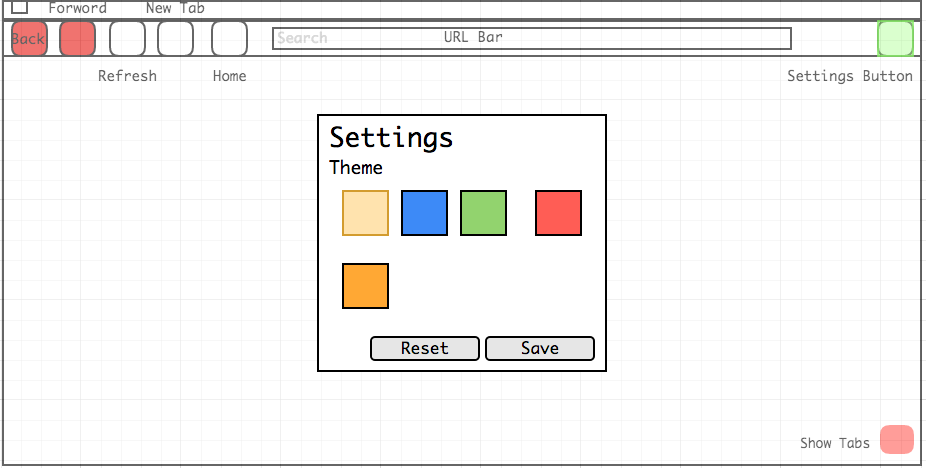 Forword New Tab
Back Search URL Bar
Refresh Home Settings Button
Settings
Theme
Reset Save
Show Tabs